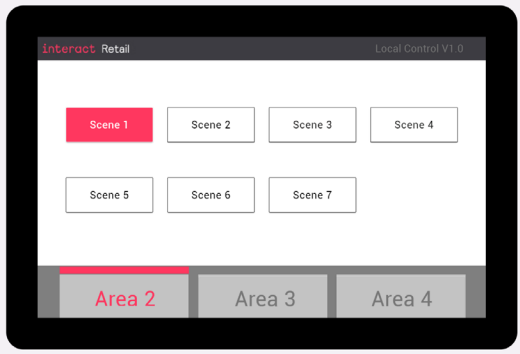 interact Retail Local Control V1.0
Scene 1 Scene 2 Scene 3 Scene 4
Scene 5 Scene 6 Scene 7
Area 2 Area 3 Area 4